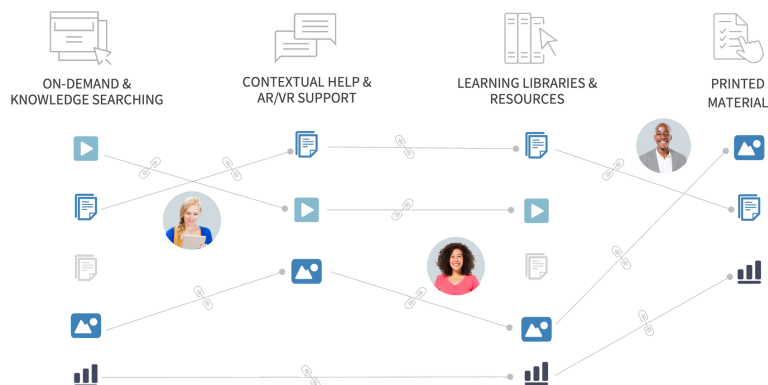 ON-DEMAND &
KNOWLEDGE SEARCHING
CONTEXTUAL HELP &
AR/VR SUPPORT
LEARNING LIBRARIES &
RESOURCES
PRINTED
MATERIAL